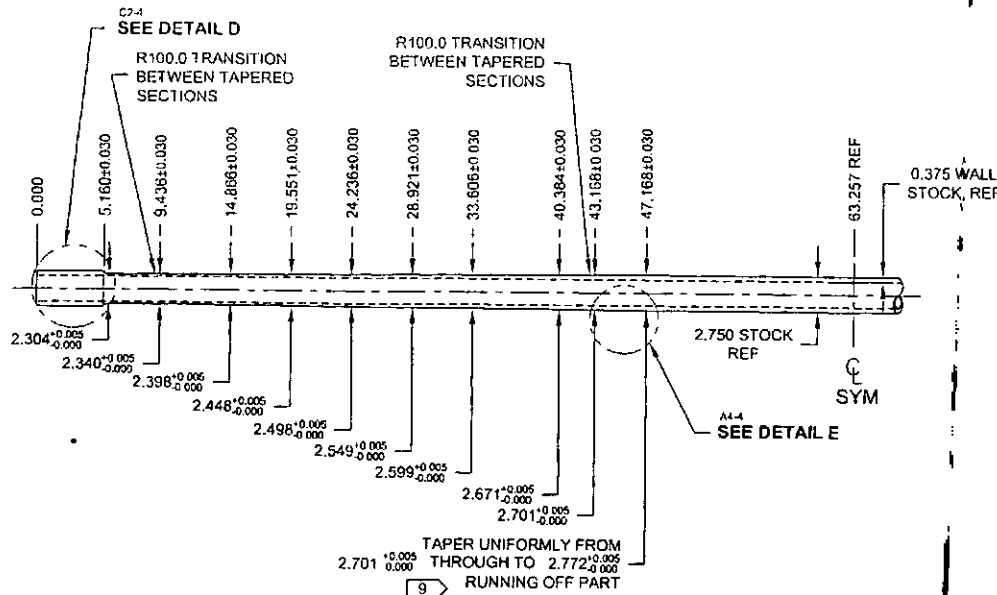 C2-4
SEE DETAIL D
R100.0 TRANSITION
BETWEEN TAPERED
SECTIONS
R100.0 TRANSITION
BETWEEN TAPERED
SECTIONS
0.000
5.160±0.030
9.436±0.030
14.866±0.030
19.551±0.030
24.236±0.030
28.921±0.030
33.606±0.030
40.384±0.030
43.168±0.030
47.168±0.030
63.257 REF
0.375 WALL
STOCK, REF
2.304 +0.005 -0.000
2.340 +0.005 -0.000
2.398 +0.005 -0.000
2.448 +0.005 -0.000
2.498 +0.005 -0.000
2.549 +0.005 -0.000
2.599 +0.005 -0.000
2.671 +0.005 -0.000
2.701 +0.005 -0.000
2.750 STOCK
REF
℄
SYM
A4-4
SEE DETAIL E
TAPER UNIFORMLY FROM
2.701 +0.005 0.000 THROUGH TO 2.772 +0.005 -0.000
9 RUNNING OFF PART